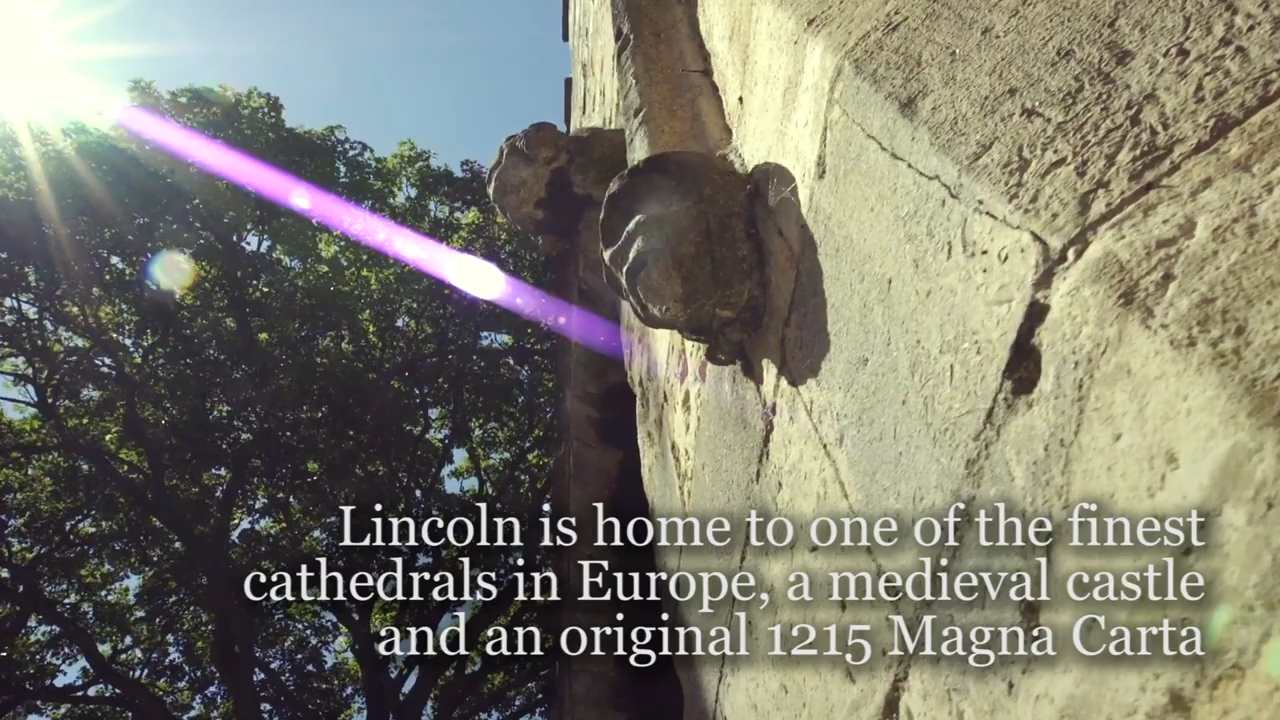 Lincoln is home to one of the finest
cathedrals in Europe, a medieval castle
and an original 1215 Magna Carta